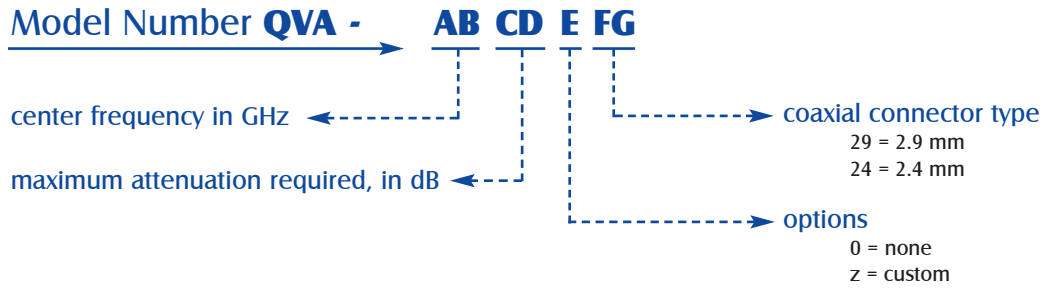 Model Number QVA - AB CD E FG
center frequency in GHz
coaxial connector type
29 = 2.9 mm
24 = 2.4 mm
maximum attenuation required, in dB
options
0 = none
z = custom